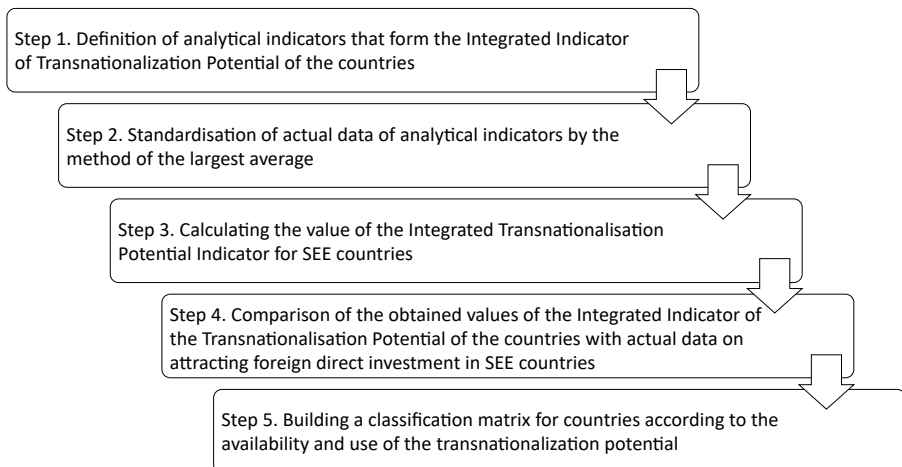 Step 1. Definition of analytical indicators that form the Integrated Indicator
of Transnationalization Potential of the countries
Step 2. Standardisation of actual data of analytical indicators by the
method of the largest average
Step 3. Calculating the value of the Integrated Transnationalisation
Potential Indicator for SEE countries
Step 4. Comparison of the obtained values of the Integrated Indicator of
the Transnationalisation Potential of the countries with actual data on
attracting foreign direct investment in SEE countries
Step 5. Building a classification matrix for countries according to the
availability and use of the transnationalization potential